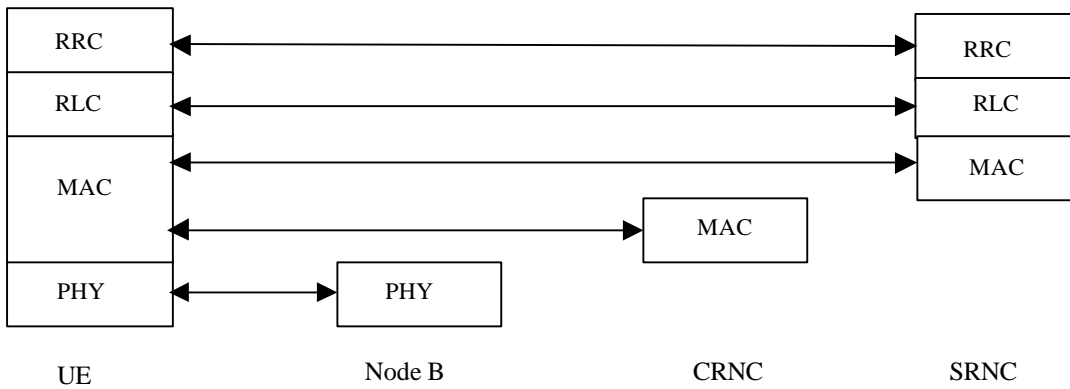 RRC
RRC
RLC
RLC
MAC
MAC
MAC
PHY
PHY
UE
Node B
CRNC
SRNC